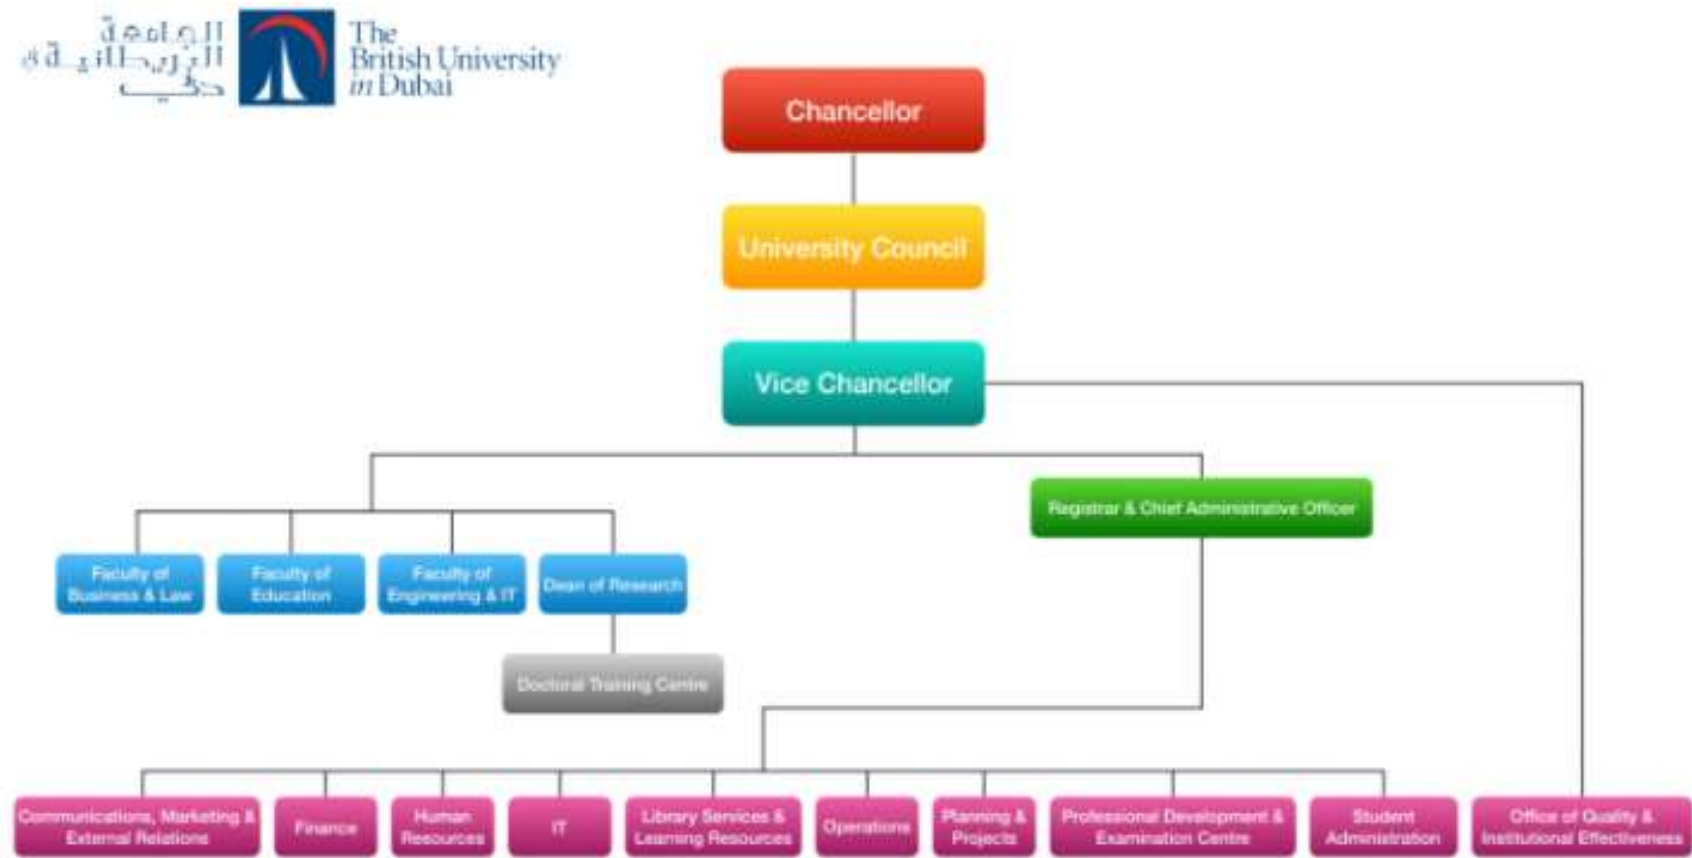 الجامعة
البريطانية في
دبي
The
British University
in Dubai
Chancellor
University Council
Vice Chancellor
Registrar & Chief Administrative Officer
Faculty of
Business & Law
Faculty of
Education
Faculty of
Engineering & IT
Dean of Research
Doctoral Training Centre
Communications, Marketing &
External Relations
Finance
Human
Resources
IT
Library Services &
Learning Resources
Operations
Planning &
Projects
Professional Development &
Examination Centre
Student
Administration
Office of Quality &
Institutional Effectiveness